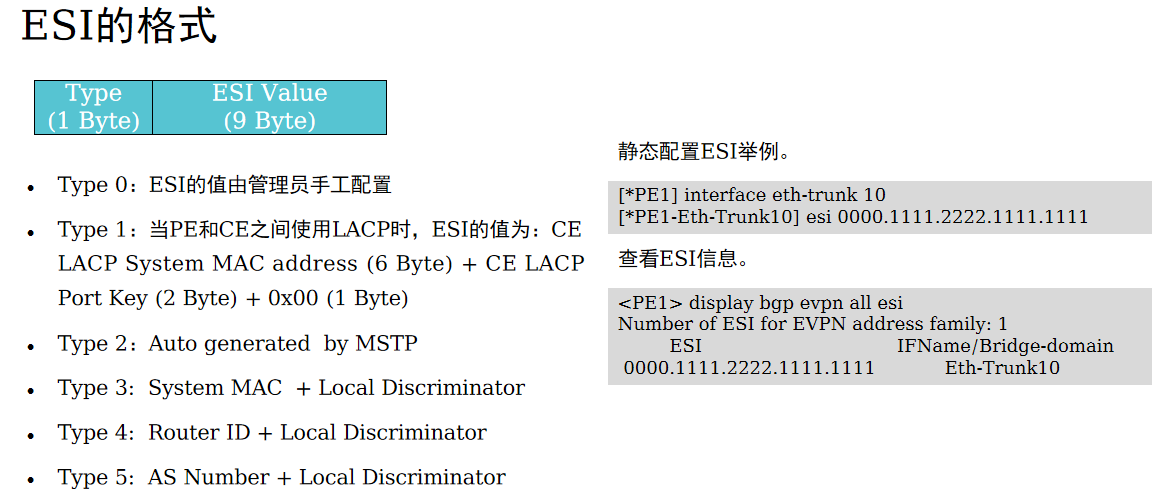 ESI的格式
Type
(1 Byte)
ESI Value
(9 Byte)
• Type 0：ESI的值由管理员手工配置
• Type 1：当PE和CE之间使用LACP时，ESI的值为：CE
LACP System MAC address (6 Byte) + CE LACP
Port Key (2 Byte) + 0x00 (1 Byte)
• Type 2：Auto generated by MSTP
• Type 3: System MAC + Local Discriminator
• Type 4: Router ID + Local Discriminator
• Type 5: AS Number + Local Discriminator
静态配置ESI举例。
[*PE1] interface eth-trunk 10
[*PE1-Eth-Trunk10] esi 0000.1111.2222.1111.1111
查看ESI信息。
<PE1> display bgp evpn all esi
Number of ESI for EVPN address family: 1
ESI IFName/Bridge-domain
0000.1111.2222.1111.1111 Eth-Trunk10